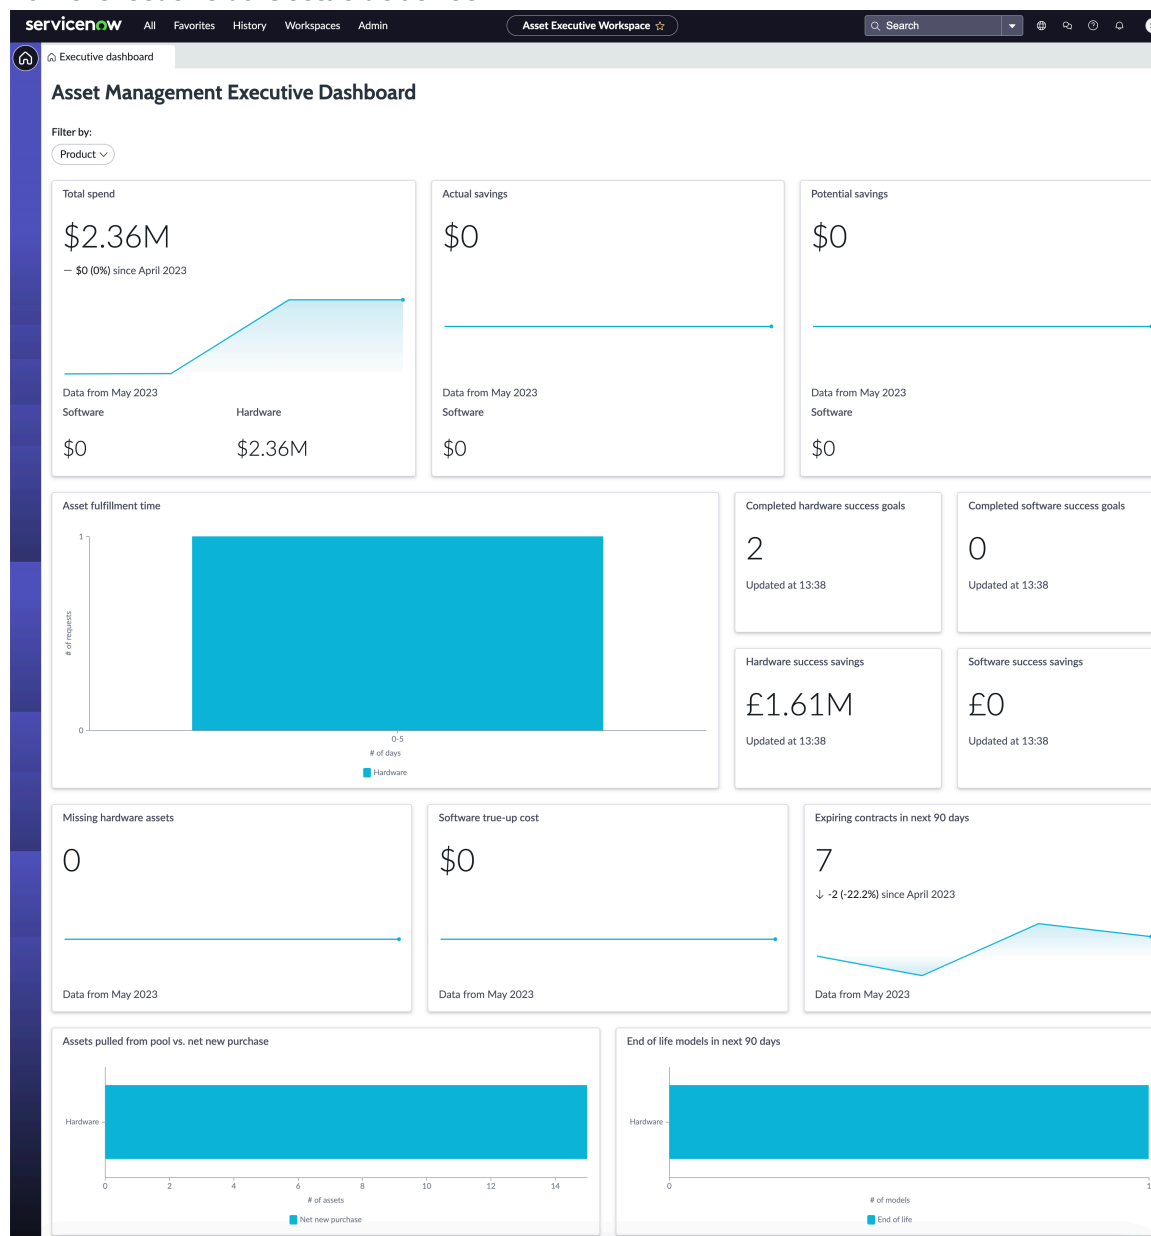 servicenow All Favorites History Workspaces Admin Asset Executive Workspace Search
Executive dashboard
Asset Management Executive Dashboard
Filter by:
Product
Total spend Actual savings Potential savings
$2.36M $0 $0
— $0 (0%) since April 2023
Data from May 2023 Data from May 2023 Data from May 2023
Software Hardware Software Software
$0 $2.36M $0 $0
Asset fulfillment time
1
# of requests
0
0-5
# of days
Hardware
Completed hardware success goals Completed software success goals
2 0
Updated at 13:38 Updated at 13:38
Hardware success savings Software success savings
£1.61M £0
Updated at 13:38 Updated at 13:38
Missing hardware assets Software true-up cost Expiring contracts in next 90 days
0 $0 7
↓ -2 (-22.2%) since April 2023
Data from May 2023 Data from May 2023 Data from May 2023
Assets pulled from pool vs. net new purchase
Hardware
0 2 4 6 8 10 12 14
# of assets
Net new purchase
End of life models in next 90 days
Hardware
0 1
# of models
End of life